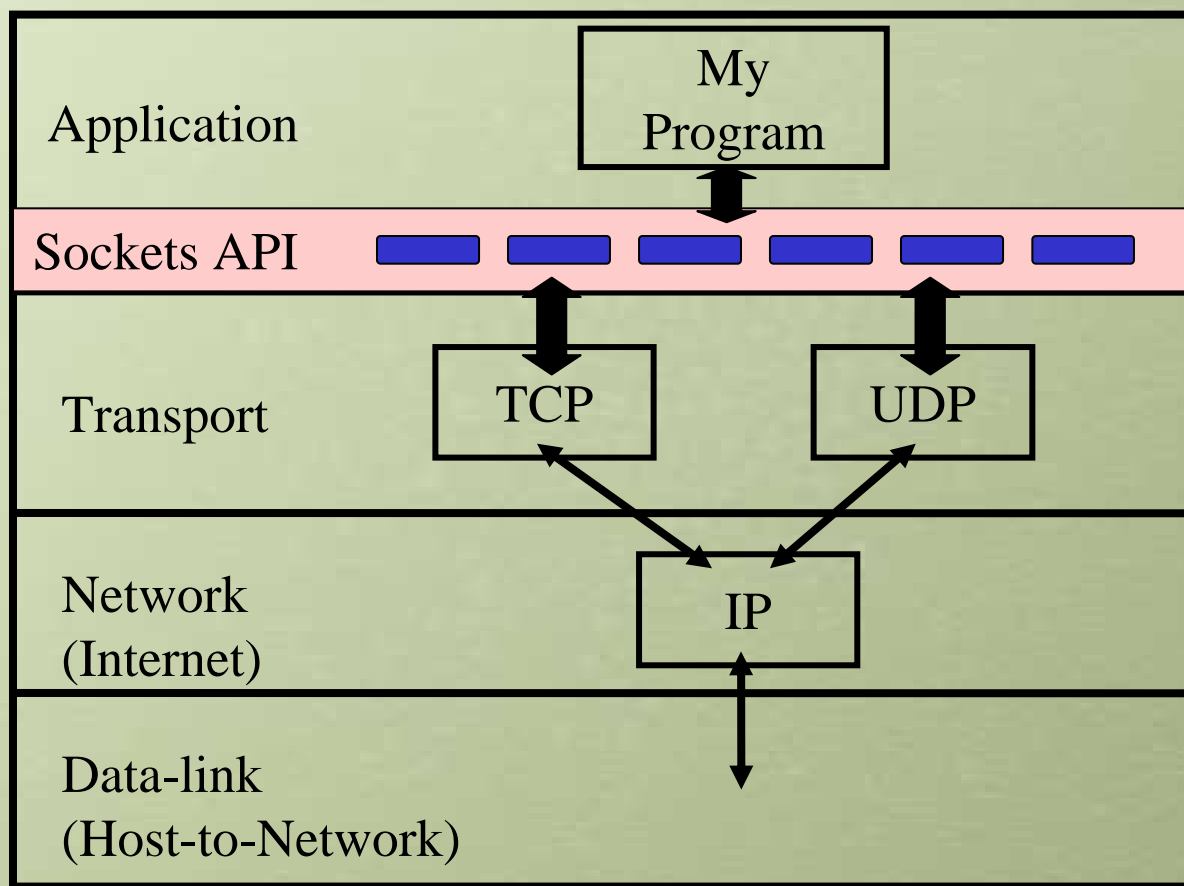 My
Program
Application
Sockets API
TCP
UDP
Transport
IP
Network
(Internet)
Data-link
(Host-to-Network)